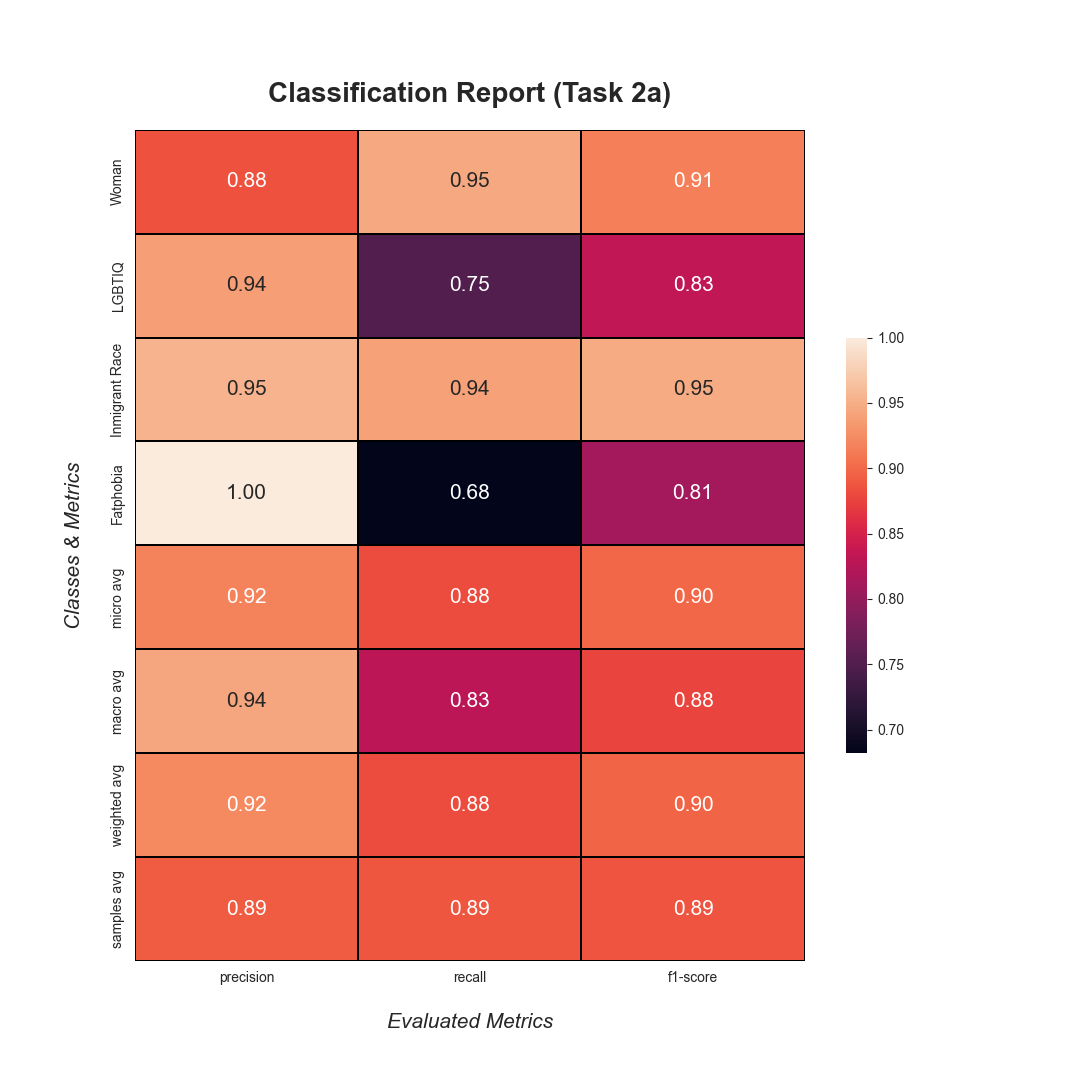 Classification Report (Task 2a)
Classes & Metrics
Woman 0.88 0.95 0.91
LGBTIQ 0.94 0.75 0.83
Inmigrant Race 0.95 0.94 0.95
Fatphobia 1.00 0.68 0.81
micro avg 0.92 0.88 0.90
macro avg 0.94 0.83 0.88
weighted avg 0.92 0.88 0.90
samples avg 0.89 0.89 0.89
precision recall f1-score
Evaluated Metrics
1.00
0.95
0.90
0.85
0.80
0.75
0.70